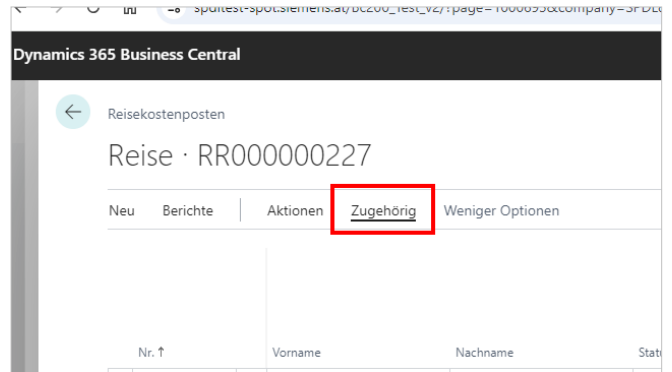 Dynamics 365 Business Central
Reisekostenposten
Reise · RR000000227
Neu Berichte Aktionen Zugehörig Weniger Optionen
Nr. ↑ Vorname Nachname